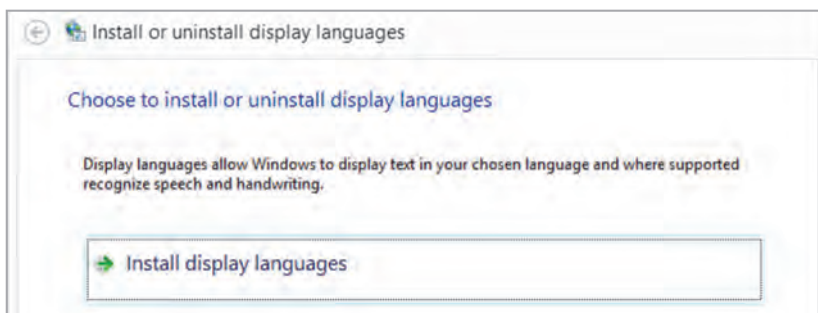 Install or uninstall display languages
Choose to install or uninstall display languages
Display languages allow Windows to display text in your chosen language and where supported
recognize speech and handwriting.
Install display languages